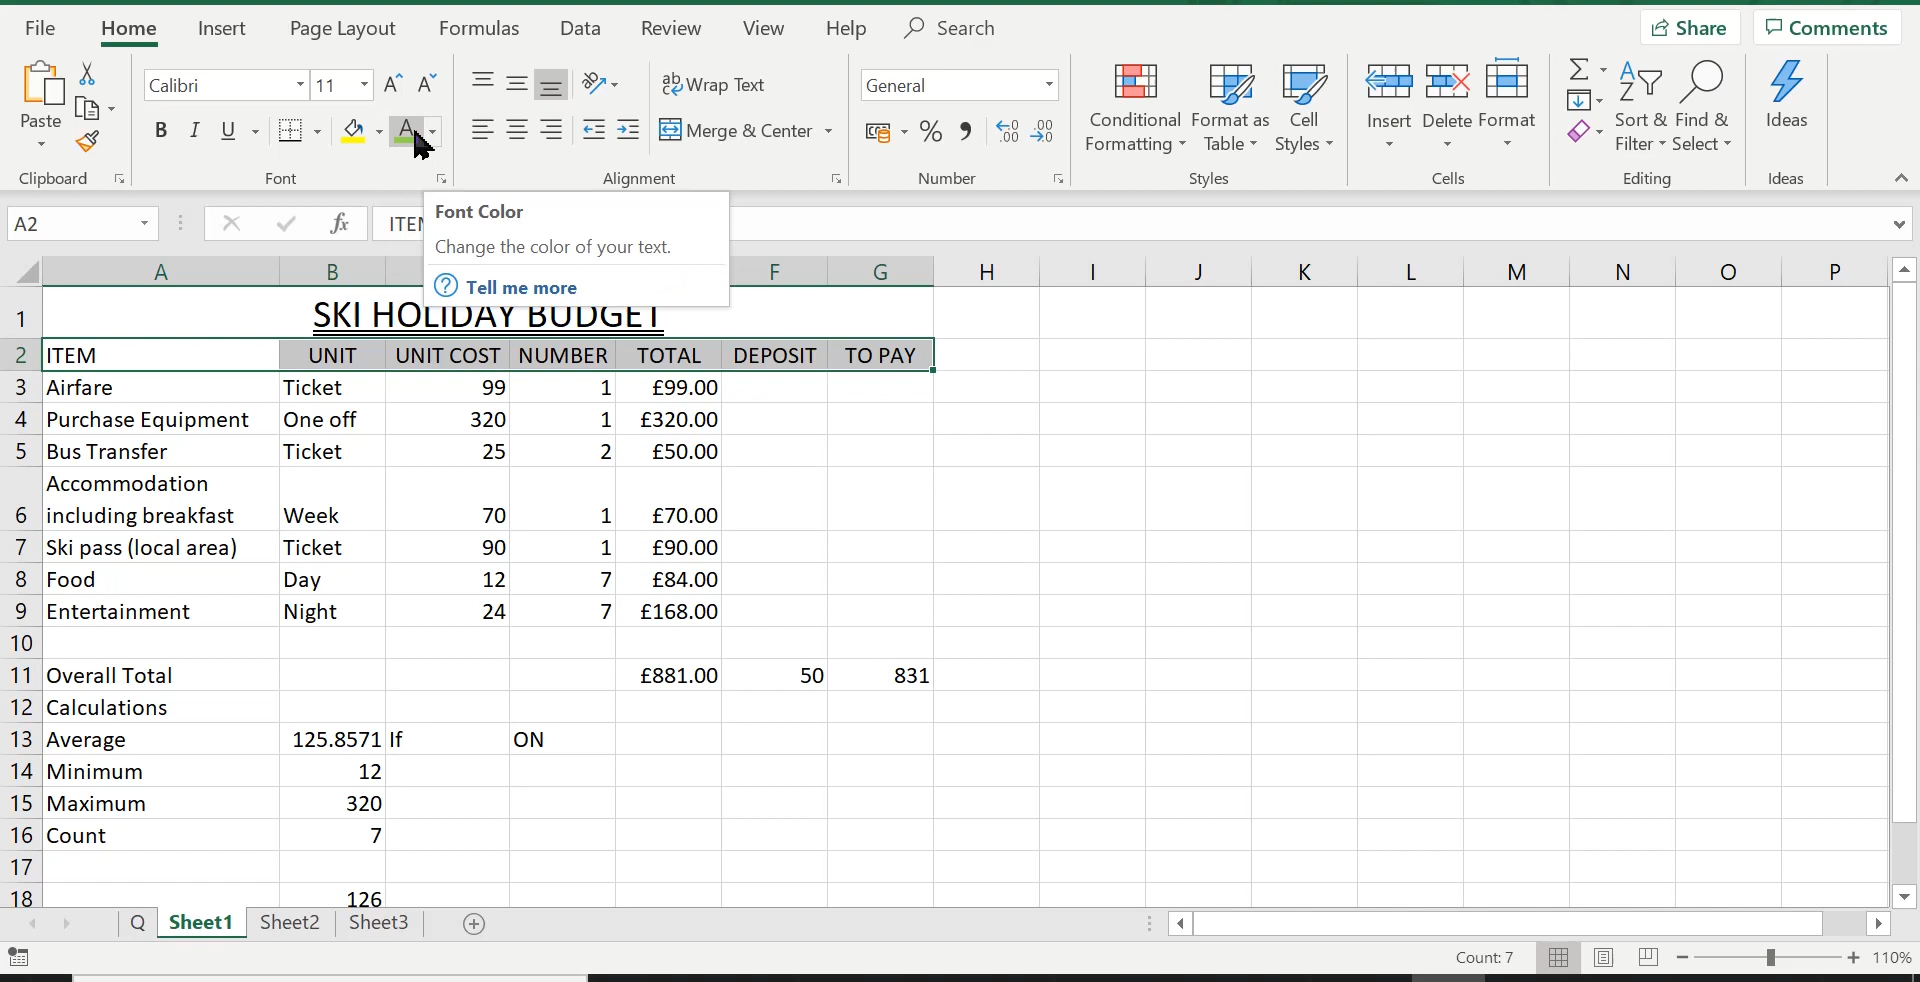 File Home Insert Page Layout Formulas Data Review View Help Search Share Comments
Calibri 11 A A ab Wrap Text General
Paste B I U A Merge & Center % , .00 .00
Conditional Formatting Format as Table Cell Styles Insert Delete Format Sort & Filter Find & Select Ideas
Clipboard Font Alignment Number Styles Cells Editing Ideas
A2 fx ITEM
Font Color
Change the color of your text.
? Tell me more
A B F G H I J K L M N O P
1 SKI HOLIDAY BUDGET
2 ITEM UNIT UNIT COST NUMBER TOTAL DEPOSIT TO PAY
3 Airfare Ticket 99 1 £99.00
4 Purchase Equipment One off 320 1 £320.00
5 Bus Transfer Ticket 25 2 £50.00
Accommodation
6 including breakfast Week 70 1 £70.00
7 Ski pass (local area) Ticket 90 1 £90.00
8 Food Day 12 7 £84.00
9 Entertainment Night 24 7 £168.00
10
11 Overall Total £881.00 50 831
12 Calculations
13 Average 125.8571 If ON
14 Minimum 12
15 Maximum 320
16 Count 7
17
18 126
Q Sheet1 Sheet2 Sheet3
Count: 7 110%